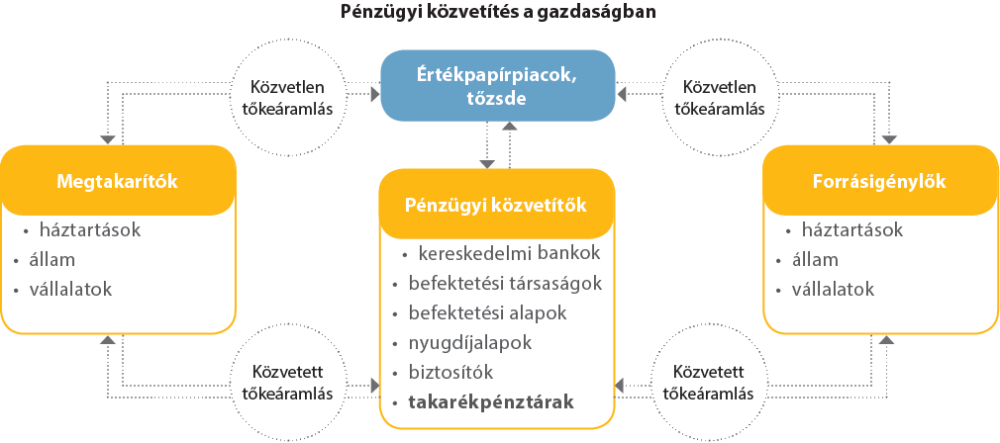 Pénzügyi közvetítés a gazdaságban
Közvetlen
tőkeáramlás
Értékpapírpiacok,
tőzsde
Közvetlen
tőkeáramlás
Megtakarítók
• háztartások
• állam
• vállalatok
Pénzügyi közvetítők
• kereskedelmi bankok
• befektetési társaságok
• befektetési alapok
• nyugdíjalapok
• biztosítók
• takarékpénztárak
Forrásigénylők
• háztartások
• állam
• vállalatok
Közvetett
tőkeáramlás
Közvetett
tőkeáramlás